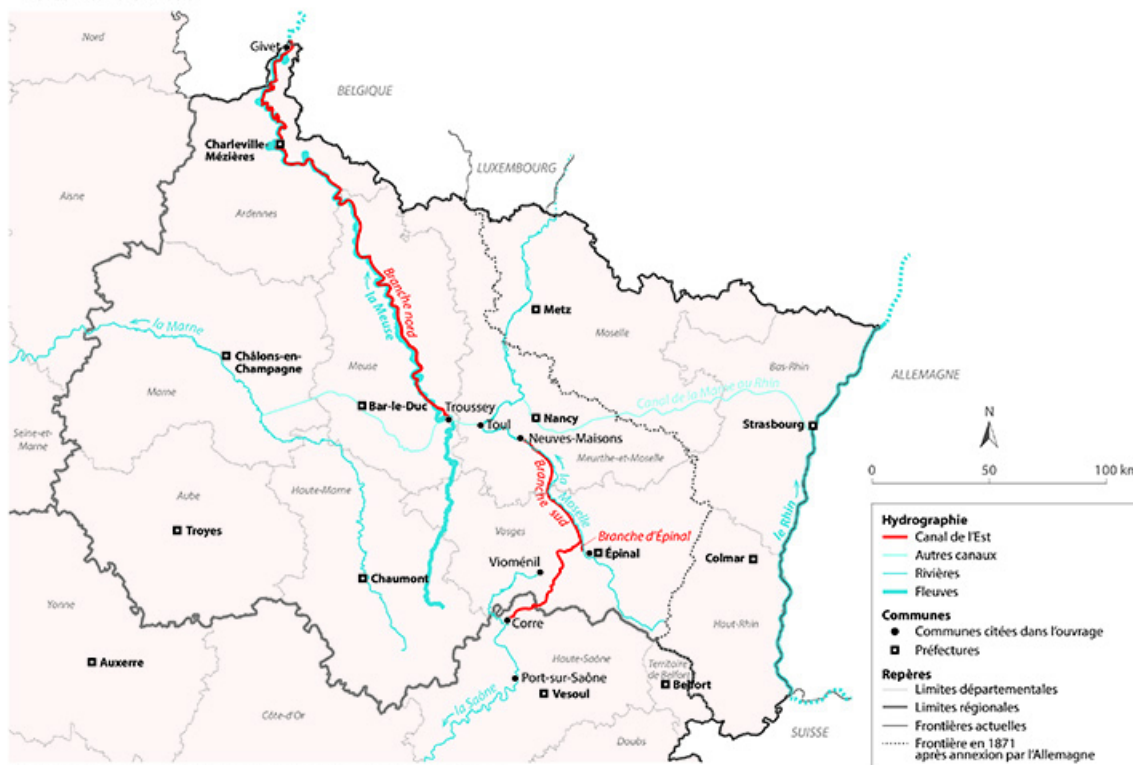 Nord
Givet
BELGIQUE
Charleville-
Mézières
LUXEMBOURG
Aisne
Ardennes
Branche nord
la Meuse
Metz
Moselle
la Marne
Châlons-en-
Champagne
Meuse
Bas-Rhin
ALLEMAGNE
Marne
Bar-le-Duc
Troussey
Nancy
Canal de la Marne au Rhin
Strasbourg
Toul
Neuves-Maisons
Seine-et-
Marne
Meurthe-et-Moselle
N
0 50 100 km
Aube
Haute-Marne
Branche sud
la Moselle
le Rhin
Troyes
Vosges
Branche d'Épinal
Épinal
Colmar
Vioménil
Chaumont
Yonne
Corre
Haut-Rhin
Auxerre
Haute-Saône
Territoire
de Belfort
Port-sur-Saône
Belfort
Vesoul
la Saône
Côte-d'Or
Doubs
SUISSE
Hydrographie
Canal de l'Est
Autres canaux
Rivières
Fleuves
Communes
Communes citées dans l'ouvrage
Préfectures
Repères
Limites départementales
Limites régionales
Frontières actuelles
Frontière en 1871
après annexion par l'Allemagne